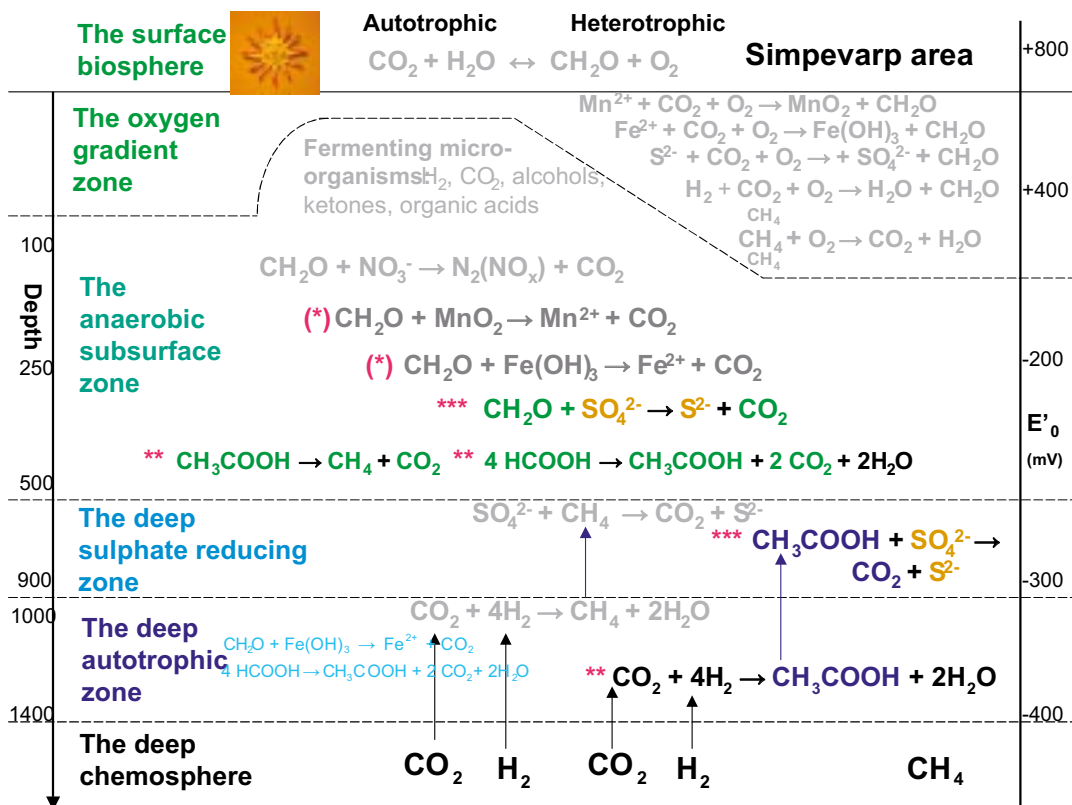 The surface
biosphere
Autotrophic Heterotrophic
CO₂ + H₂O ↔ CH₂O + O₂
Simpevarp area
+800
The oxygen
gradient
zone
Mn²⁺ + CO₂ + O₂ → MnO₂ + CH₂O
Fe²⁺ + CO₂ + O₂ → Fe(OH)₃ + CH₂O
S²⁻ + CO₂ + O₂ → + SO₄²⁻ + CH₂O
H₂ + CO₂ + O₂ → H₂O + CH₂O
CH₄
CH₄ + O₂ → CO₂ + H₂O
CH₄
+400
Fermenting micro-
organisms: H₂, CO₂, alcohols,
ketones, organic acids
100
Depth
The
anaerobic
subsurface
zone
CH₂O + NO₃⁻ → N₂(NOₓ) + CO₂
(*) CH₂O + MnO₂ → Mn²⁺ + CO₂
250
(*) CH₂O + Fe(OH)₃ → Fe²⁺ + CO₂
-200
*** CH₂O + SO₄²⁻ → S²⁻ + CO₂
E'₀
(mV)
** CH₃COOH → CH₄ + CO₂ ** 4 HCOOH → CH₃COOH + 2 CO₂ + 2H₂O
500
The deep
sulphate reducing
zone
SO₄²⁻ + CH₄ → CO₂ + S²⁻
*** CH₃COOH + SO₄²⁻ →
CO₂ + S²⁻
900
-300
1000
The deep
autotrophic
zone
CO₂ + 4H₂ → CH₄ + 2H₂O
CH₂O + Fe(OH)₃ → Fe²⁺ + CO₂
4 HCOOH → CH₃COOH + 2 CO₂ + 2H₂O
** CO₂ + 4H₂ → CH₃COOH + 2H₂O
1400
-400
The deep
chemosphere
CO₂ H₂ CO₂ H₂ CH₄